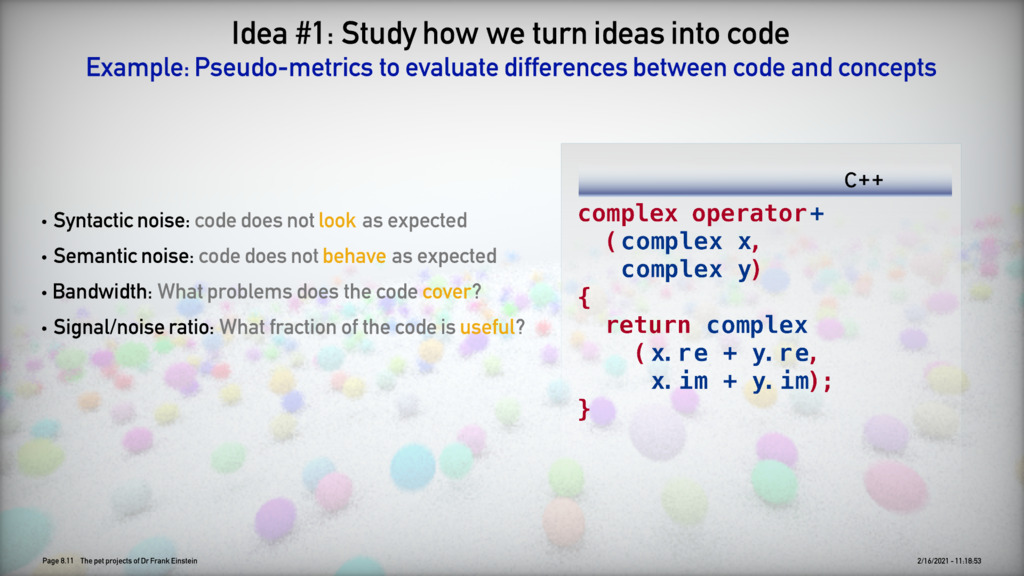 Idea #1: Study how we turn ideas into code
Example: Pseudo-metrics to evaluate differences between code and concepts
• Syntactic noise: code does not look as expected
• Semantic noise: code does not behave as expected
• Bandwidth: What problems does the code cover?
• Signal/noise ratio: What fraction of the code is useful?
C++
complex operator+
(complex x,
complex y)
{
return complex
(x.re + y.re,
x.im + y.im);
}
Page 8.11 The pet projects of Dr Frank Einstein
2/16/2021 - 11:18:53